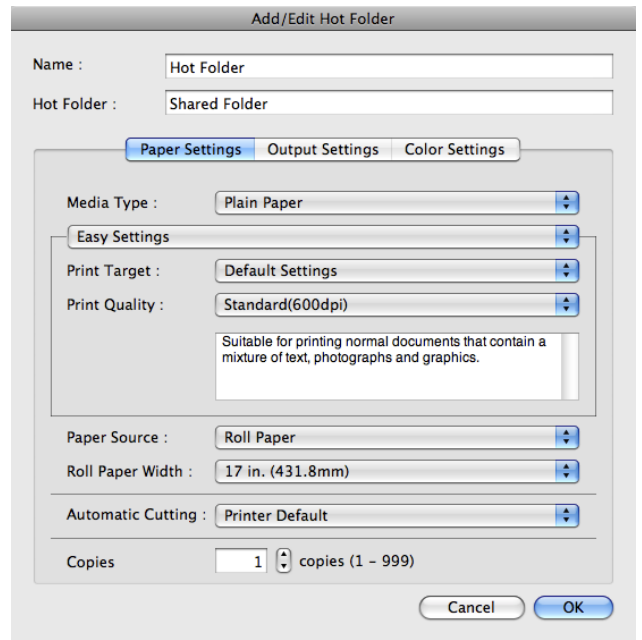 Add/Edit Hot Folder
Name : Hot Folder
Hot Folder : Shared Folder
Paper Settings Output Settings Color Settings
Media Type : Plain Paper
Easy Settings
Print Target : Default Settings
Print Quality : Standard(600dpi)
Suitable for printing normal documents that contain a
mixture of text, photographs and graphics.
Paper Source : Roll Paper
Roll Paper Width : 17 in. (431.8mm)
Automatic Cutting : Printer Default
Copies 1 copies (1 – 999)
Cancel OK